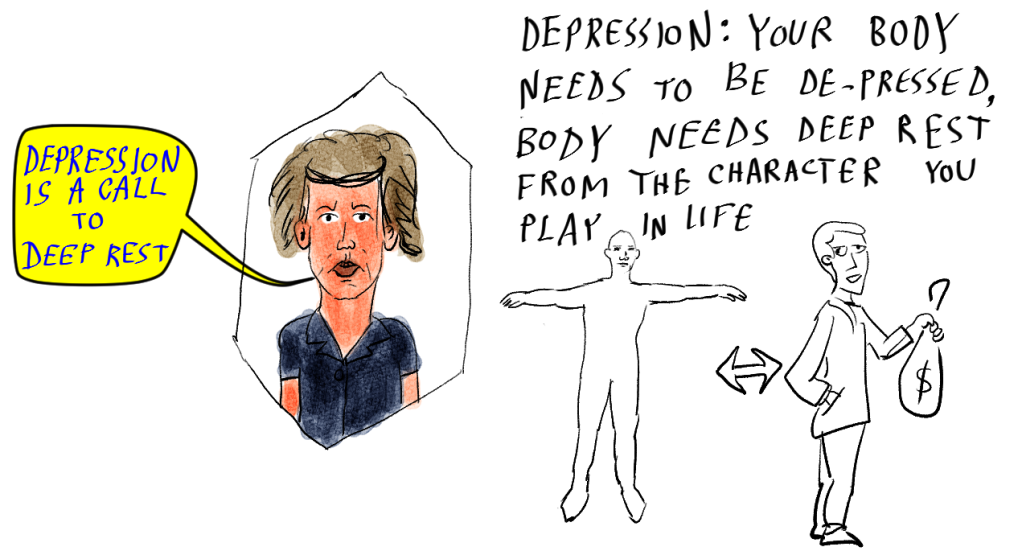 DEPRESSION
IS A CALL
TO
DEEP REST
DEPRESSION: YOUR BODY
NEEDS TO BE DE-PRESSED,
BODY NEEDS DEEP REST
FROM THE CHARACTER YOU
PLAY IN LIFE
$